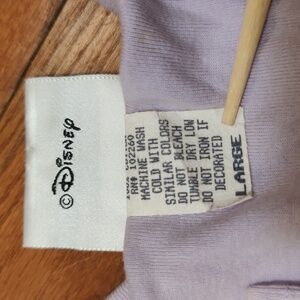 ©Disney
RN# 102260
MACHINE WASH
COLD WITH
SIMILAR COLORS
DO NOT BLEACH
TUMBLE DRY LOW
DO NOT IRON IF
DECORATED
LARGE